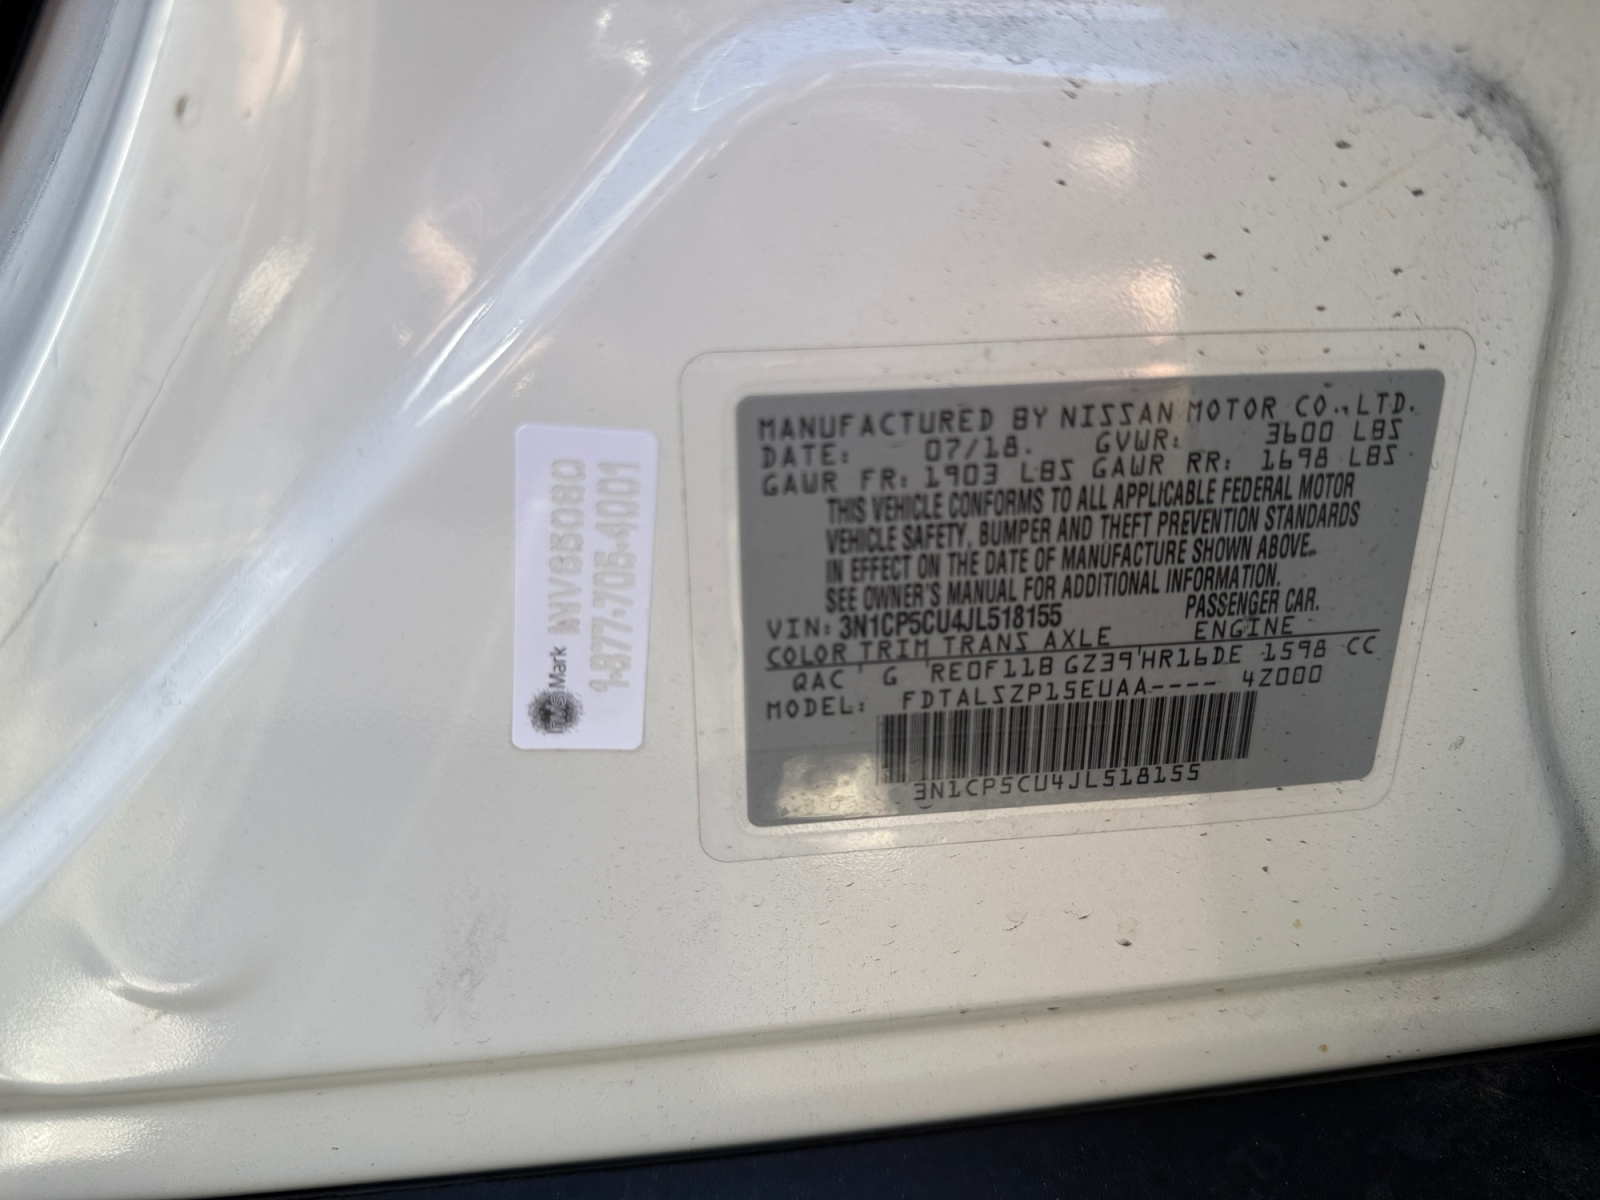 MANUFACTURED BY NISSAN MOTOR CO., LTD.
DATE: 07/18. GVWR: 3600 LBS
GAWR FR: 1903 LBS GAWR RR: 1698 LBS
THIS VEHICLE CONFORMS TO ALL APPLICABLE FEDERAL MOTOR
VEHICLE SAFETY, BUMPER AND THEFT PREVENTION STANDARDS
IN EFFECT ON THE DATE OF MANUFACTURE SHOWN ABOVE.
SEE OWNER'S MANUAL FOR ADDITIONAL INFORMATION.
VIN: 3N1CP5CU4JL518155 PASSENGER CAR.
COLOR TRIM TRANS AXLE ENGINE
QAC G RE0F11B GZ39 HR16DE 1598 CC
MODEL: FDTALSZP15EUAA---- 4Z000
3N1CP5CU4JL518155
Mark
1-877-705-4001